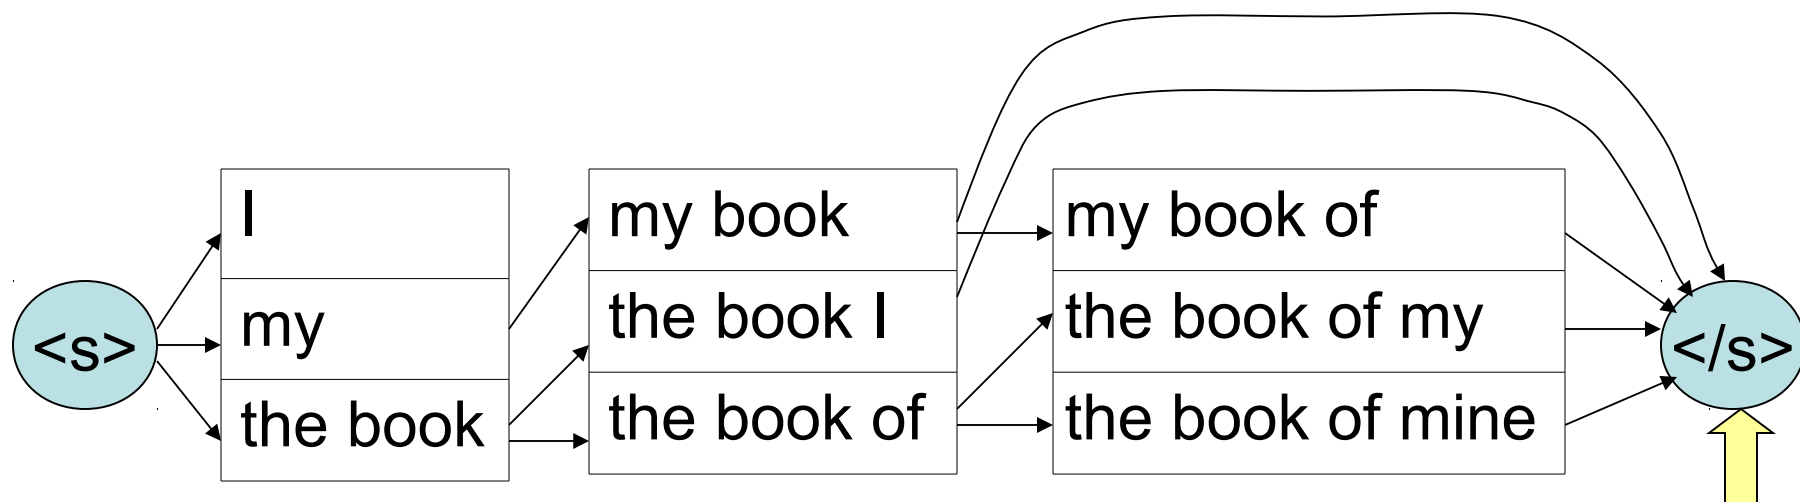 <s>
I
my
the book
my book
the book I
the book of
my book of
the book of my
the book of mine
</s>